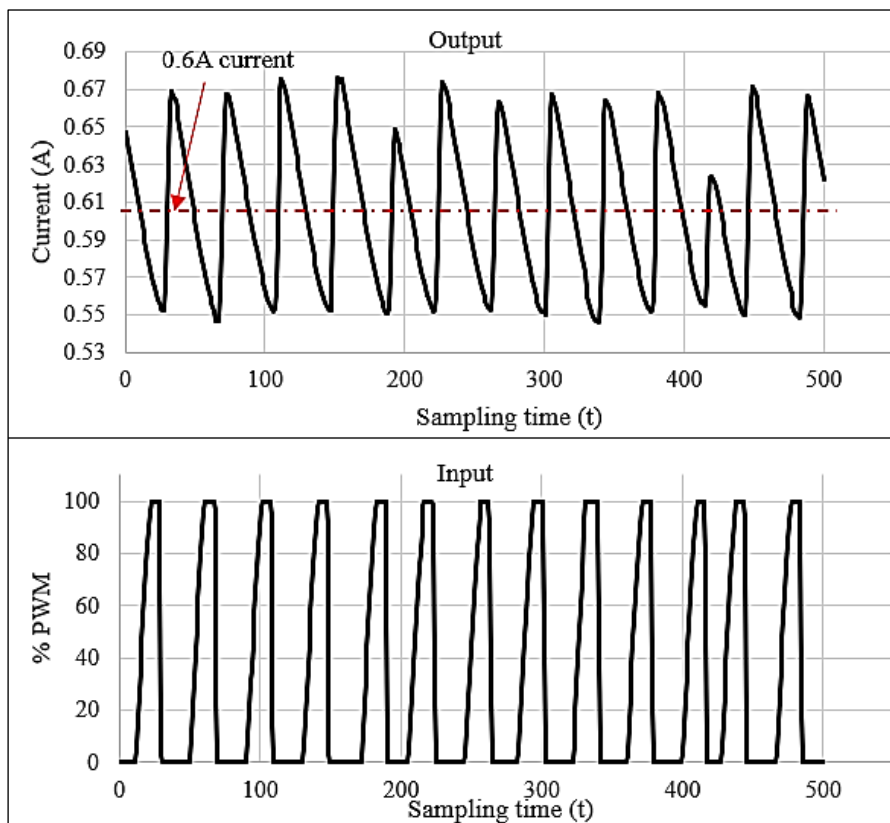 Output
0.6A current
0.69
0.67
0.65
0.63
0.61
0.59
0.57
0.55
0.53
Current (A)
0 100 200 300 400 500
Sampling time (t)
Input
100
80
60
40
20
0
% PWM
0 100 200 300 400 500
Sampling time (t)